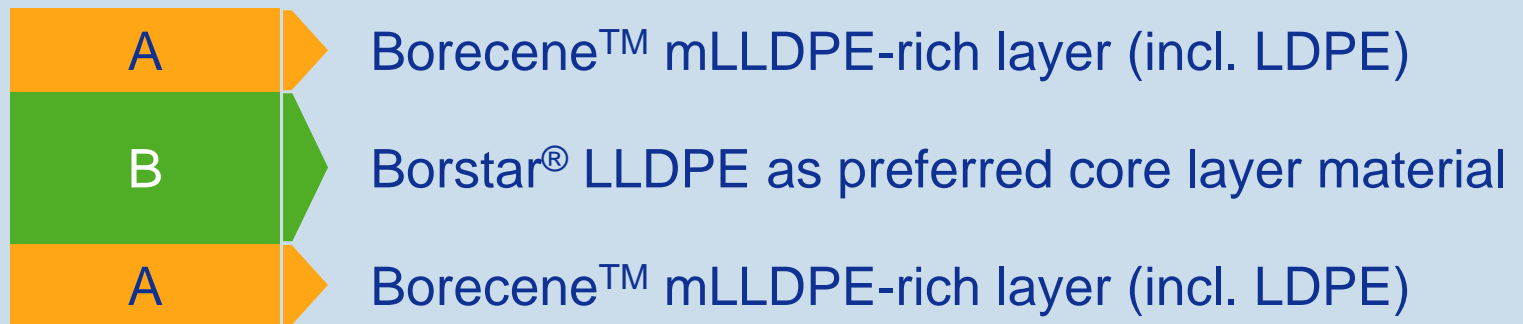 A Borecene™ mLLDPE-rich layer (incl. LDPE)
B Borstar® LLDPE as preferred core layer material
A Borecene™ mLLDPE-rich layer (incl. LDPE)